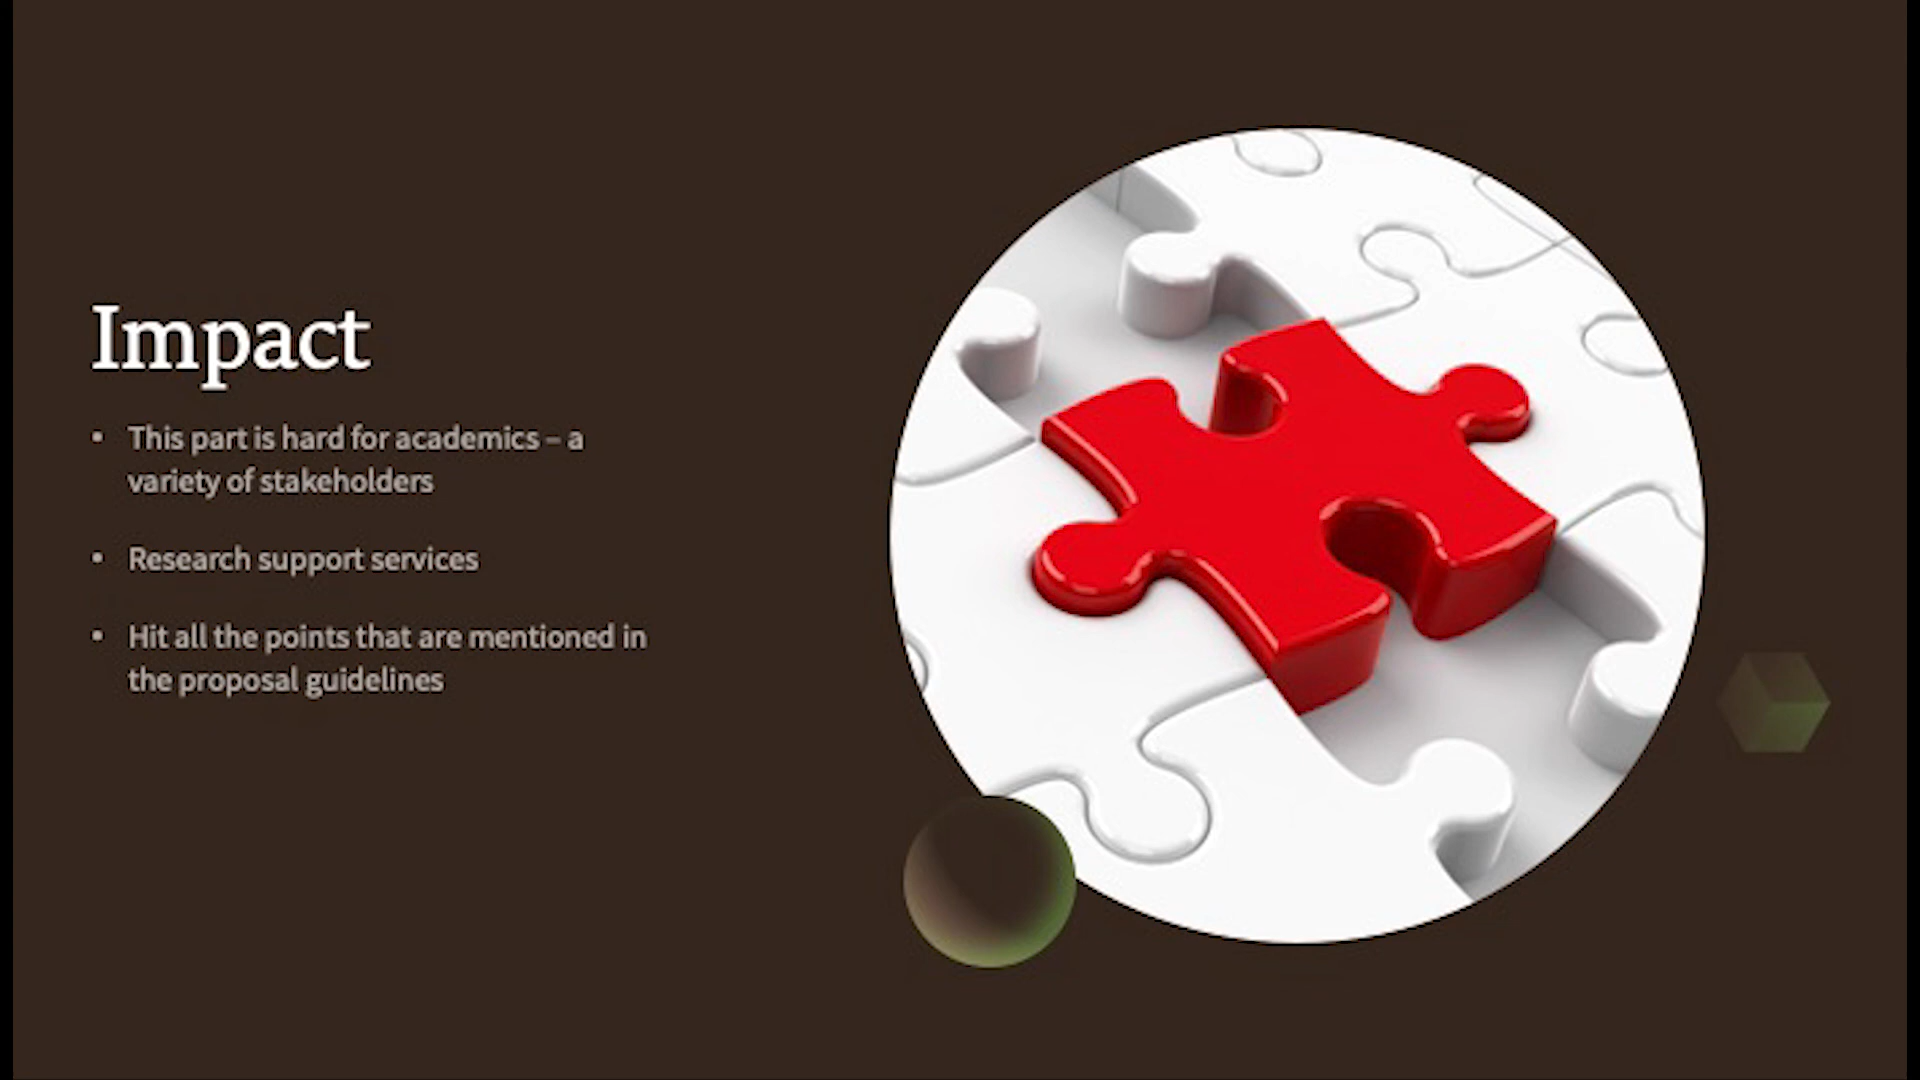 Impact
• This part is hard for academics – a
variety of stakeholders
• Research support services
• Hit all the points that are mentioned in
the proposal guidelines